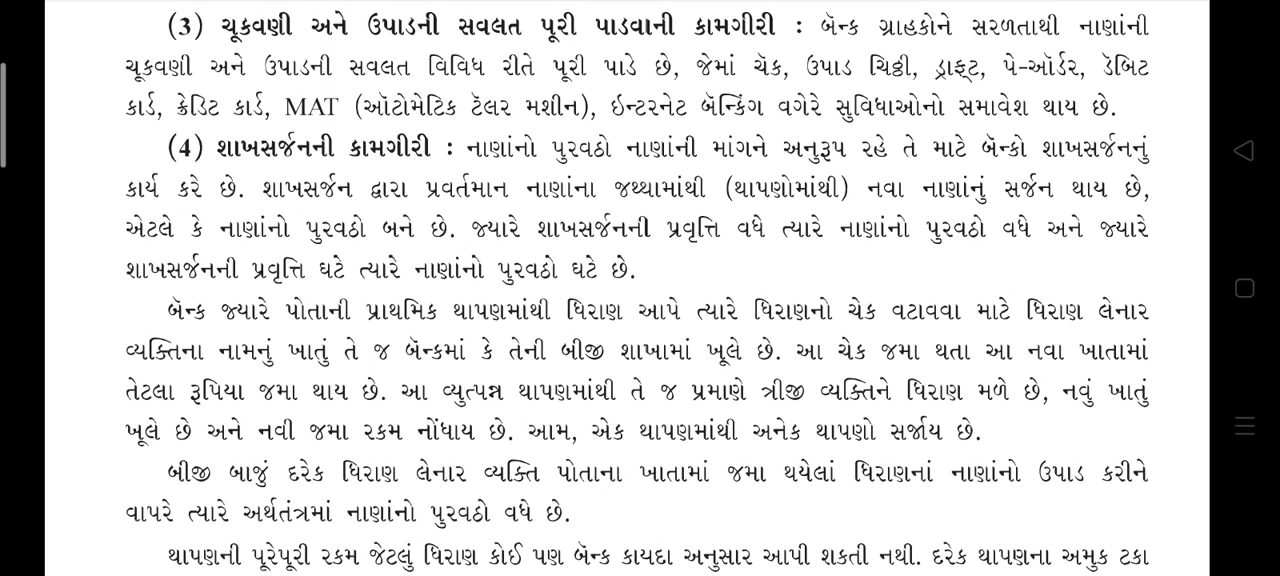 (3) ચૂકવણી અને ઉપાડની સવલત પૂરી પાડવાની કામગીરી : બૅન્ક ગ્રાહકોને સરળતાથી નાણાંની
ચૂકવણી અને ઉપાડની સવલત વિવિધ રીતે પૂરી પાડે છે, જેમાં ચૅક, ઉપાડ ચિઠ્ઠી, ડ્રાફ્ટ, પે-ઑર્ડર, ડૅબિટ
કાર્ડ, ક્રેડિટ કાર્ડ, MAT (ઑટોમેટિક ટૅલર મશીન), ઇન્ટરનેટ બૅન્કિંગ વગેરે સુવિધાઓનો સમાવેશ થાય છે.
(4) શાખસર્જનની કામગીરી : નાણાંનો પુરવઠો નાણાંની માંગને અનુરૂપ રહે તે માટે બૅન્કો શાખસર્જનનું
કાર્ય કરે છે. શાખસર્જન દ્વારા પ્રવર્તમાન નાણાંના જથ્થામાંથી (થાપણોમાંથી) નવા નાણાંનું સર્જન થાય છે,
એટલે કે નાણાંનો પુરવઠો બને છે. જ્યારે શાખસર્જનની પ્રવૃત્તિ વધે ત્યારે નાણાંનો પુરવઠો વધે અને જ્યારે
શાખસર્જનની પ્રવૃત્તિ ઘટે ત્યારે નાણાંનો પુરવઠો ઘટે છે.
બૅન્ક જ્યારે પોતાની પ્રાથમિક થાપણમાંથી ધિરાણ આપે ત્યારે ધિરાણનો ચેક વટાવવા માટે ધિરાણ લેનાર
વ્યક્તિના નામનું ખાતું તે જ બૅન્કમાં કે તેની બીજી શાખામાં ખૂલે છે. આ ચેક જમા થતા આ નવા ખાતામાં
તેટલા રૂપિયા જમા થાય છે. આ વ્યુત્પન્ન થાપણમાંથી તે જ પ્રમાણે ત્રીજી વ્યક્તિને ધિરાણ મળે છે, નવું ખાતું
ખૂલે છે અને નવી જમા રકમ નોંધાય છે. આમ, એક થાપણમાંથી અનેક થાપણો સર્જાય છે.
બીજી બાજું દરેક ધિરાણ લેનાર વ્યક્તિ પોતાના ખાતામાં જમા થયેલાં ધિરાણનાં નાણાંનો ઉપાડ કરીને
વાપરે ત્યારે અર્થતંત્રમાં નાણાંનો પુરવઠો વધે છે.
થાપણની પૂરેપૂરી રકમ જેટલું ધિરાણ કોઈ પણ બૅન્ક કાયદા અનુસાર આપી શકતી નથી. દરેક થાપણના અમુક ટકા